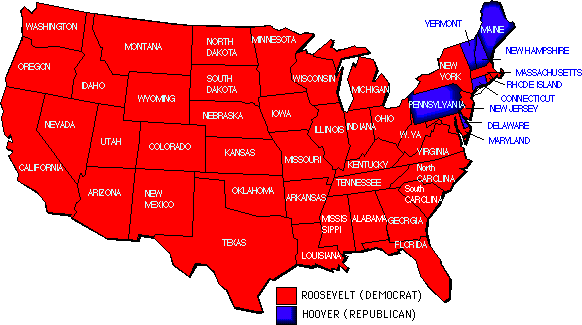 WASHINGTON
OREGON
CALIFORNIA
NEVADA
IDAHO
MONTANA
WYOMING
UTAH
ARIZONA
COLORADO
NEW
MEXICO
NORTH
DAKOTA
SOUTH
DAKOTA
NEBRASKA
KANSAS
OKLAHOMA
TEXAS
MINNESOTA
IOWA
MISSOURI
ARKANSAS
LOUISIANA
WISCONSIN
ILLINOIS
MICHIGAN
INDIANA
OHIO
KENTUCKY
TENNESSEE
MISSIS
SIPPI
ALABAMA
GEORGIA
FLORIDA
South
CAROLINA
North
CAROLINA
VIRGINIA
W. VA
PENNSYLVANIA
NEW
YORK
VERMONT
MAINE
NEW HAMPSHIRE
MASSACHUSETTS
RHODE ISLAND
CONNECTICUT
NEW JERSEY
DELAWARE
MARYLAND
ROOSEVELT (DEMOCRAT)
HOOVER (REPUBLICAN)